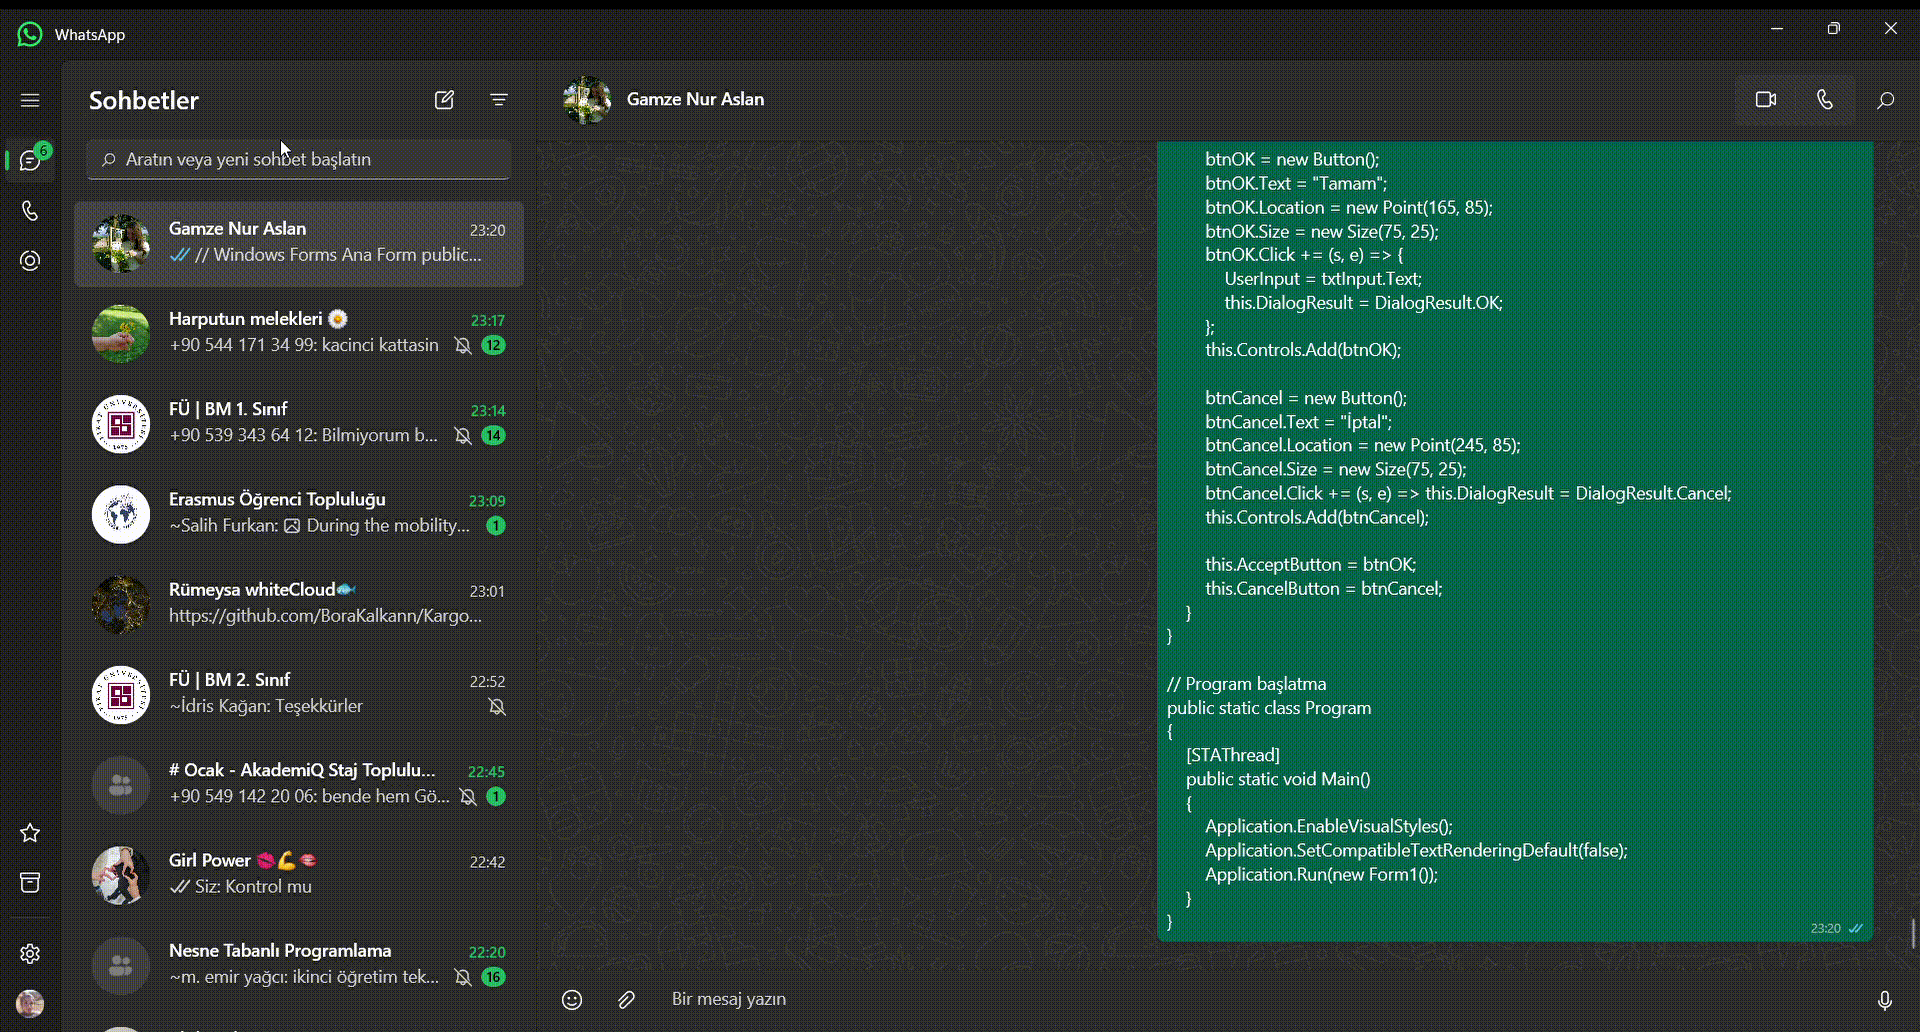 WhatsApp
Sohbetler
6
Aratın veya yeni sohbet başlatın
Gamze Nur Aslan
23:20
// Windows Forms Ana Form public...
Harputun melekleri
23:17
+90 544 171 34 99: kacinci kattasin
12
FÜ | BM 1. Sınıf
23:14
+90 539 343 64 12: Bilmiyorum b...
14
Erasmus Öğrenci Topluluğu
23:09
~Salih Furkan: During the mobility...
1
Rümeysa whiteCloud🐟
23:01
https://github.com/BoraKalkann/Kargo...
FÜ | BM 2. Sınıf
22:52
~İdris Kağan: Teşekkürler
# Ocak - AkademiQ Staj Toplulu...
22:45
+90 549 142 20 06: bende hem Gö...
1
Girl Power 💋💪👄
22:42
Siz: Kontrol mu
Nesne Tabanlı Programlama
22:20
~m. emir yağcı: ikinci öğretim tek...
16
Gamze Nur Aslan
btnOK = new Button();
btnOK.Text = "Tamam";
btnOK.Location = new Point(165, 85);
btnOK.Size = new Size(75, 25);
btnOK.Click += (s, e) => {
UserInput = txtInput.Text;
this.DialogResult = DialogResult.OK;
};
this.Controls.Add(btnOK);
btnCancel = new Button();
btnCancel.Text = "İptal";
btnCancel.Location = new Point(245, 85);
btnCancel.Size = new Size(75, 25);
btnCancel.Click += (s, e) => this.DialogResult = DialogResult.Cancel;
this.Controls.Add(btnCancel);
this.AcceptButton = btnOK;
this.CancelButton = btnCancel;
}
}
// Program başlatma
public static class Program
{
[STAThread]
public static void Main()
{
Application.EnableVisualStyles();
Application.SetCompatibleTextRenderingDefault(false);
Application.Run(new Form1());
}
}
23:20
Bir mesaj yazın